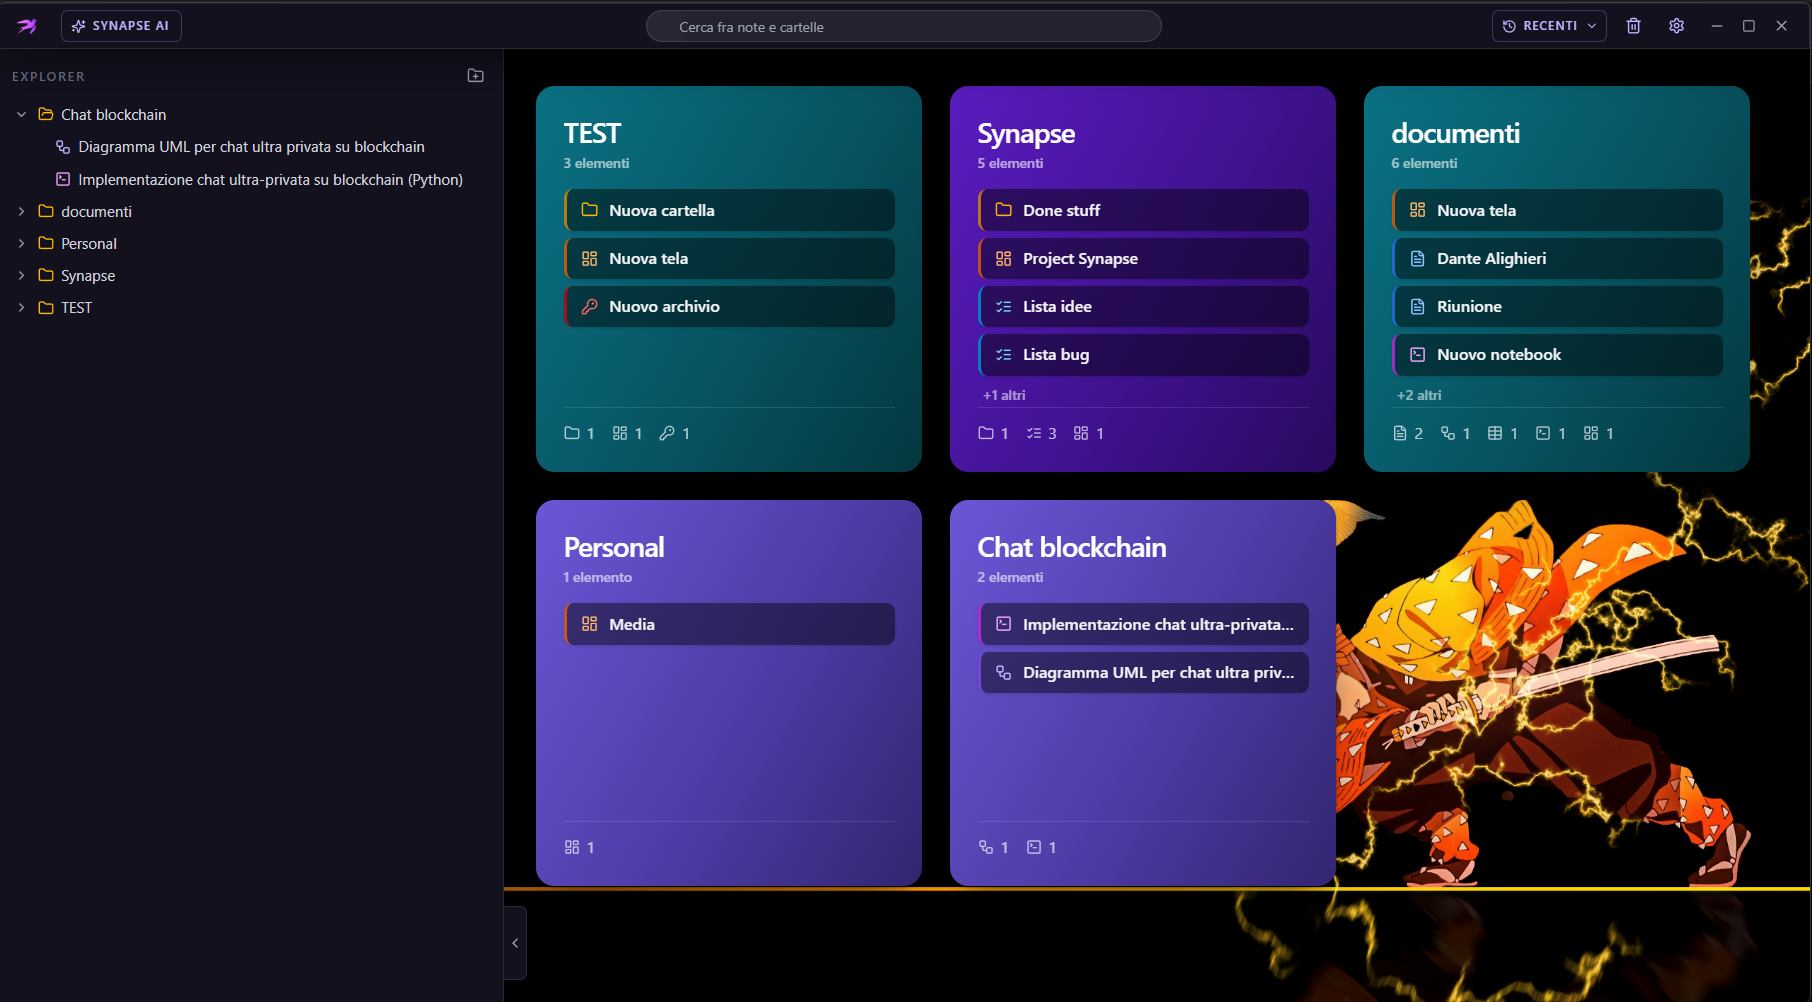 SYNAPSE AI
Cerca fra note e cartelle
RECENTI
EXPLORER
Chat blockchain
Diagramma UML per chat ultra privata su blockchain
Implementazione chat ultra-privata su blockchain (Python)
documenti
Personal
Synapse
TEST
TEST
3 elementi
Nuova cartella
Nuova tela
Nuovo archivio
1 1 1
Synapse
5 elementi
Done stuff
Project Synapse
Lista idee
Lista bug
+1 altri
1 3 1
documenti
6 elementi
Nuova tela
Dante Alighieri
Riunione
Nuovo notebook
+2 altri
2 1 1 1 1
Personal
1 elemento
Media
1
Chat blockchain
2 elementi
Implementazione chat ultra-privata...
Diagramma UML per chat ultra priv...
1 1